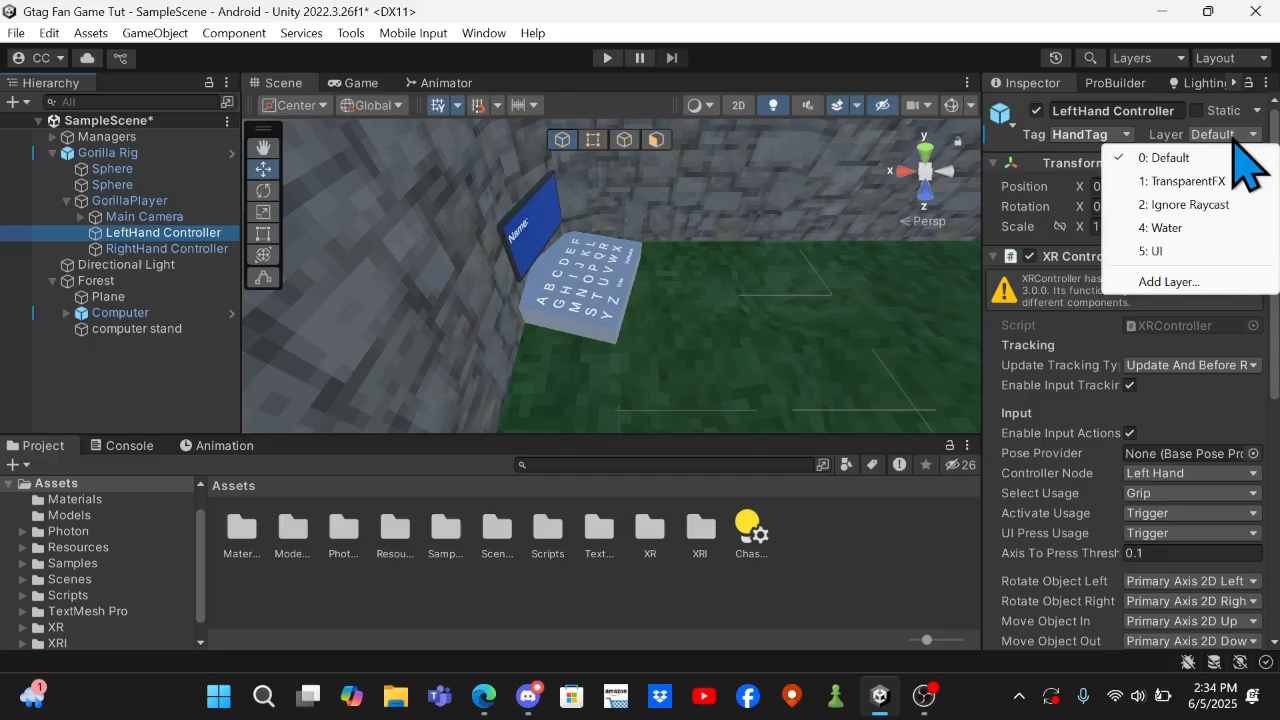 Gtag Fan Game Tut - SampleScene - Android - Unity 2022.3.26f1* <DX11>
File Edit Assets GameObject Component Services Tools Mobile Input Window Help
CC Layers Layout
Hierarchy Scene Game Animator Inspector ProBuilder Lightin
All Center Global 2D LeftHand Controller Static
SampleScene* Tag HandTag Layer Default
Managers
Gorilla Rig
Sphere
Sphere
GorillaPlayer
Main Camera
LeftHand Controller
RightHand Controller
Directional Light
Forest
Plane
Computer
computer stand
y
x
z
Persp
Name:
A B C D E F
G H I J K L
M N O P Q R
S T U V W X
Y Z
0: Default
1: TransparentFX
2: Ignore Raycast
4: Water
5: UI
Add Layer...
Transform
Position X 0
Rotation X 0
Scale X 1
XR Contro
XRController has
3.0.0. Its functio
different components.
Script XRController
Tracking
Update Tracking Ty Update And Before R
Enable Input Trackir
Input
Enable Input Actions
Pose Provider None (Base Pose Prc
Controller Node Left Hand
Select Usage Grip
Activate Usage Trigger
UI Press Usage Trigger
Axis To Press Thresh 0.1
Rotate Object Left Primary Axis 2D Left
Rotate Object Right Primary Axis 2D Righ
Move Object In Primary Axis 2D Up
Move Object Out Primary Axis 2D Dow
Project Console Animation
26
Assets
Materials
Models
Photon
Resources
Samples
Scenes
Scripts
TextMesh Pro
XR
XRI
Assets
Mater... Mode... Phot... Resou... Samp... Scen... Scripts Text... XR XRI Chas...
1
amazon
2:34 PM
6/5/2025